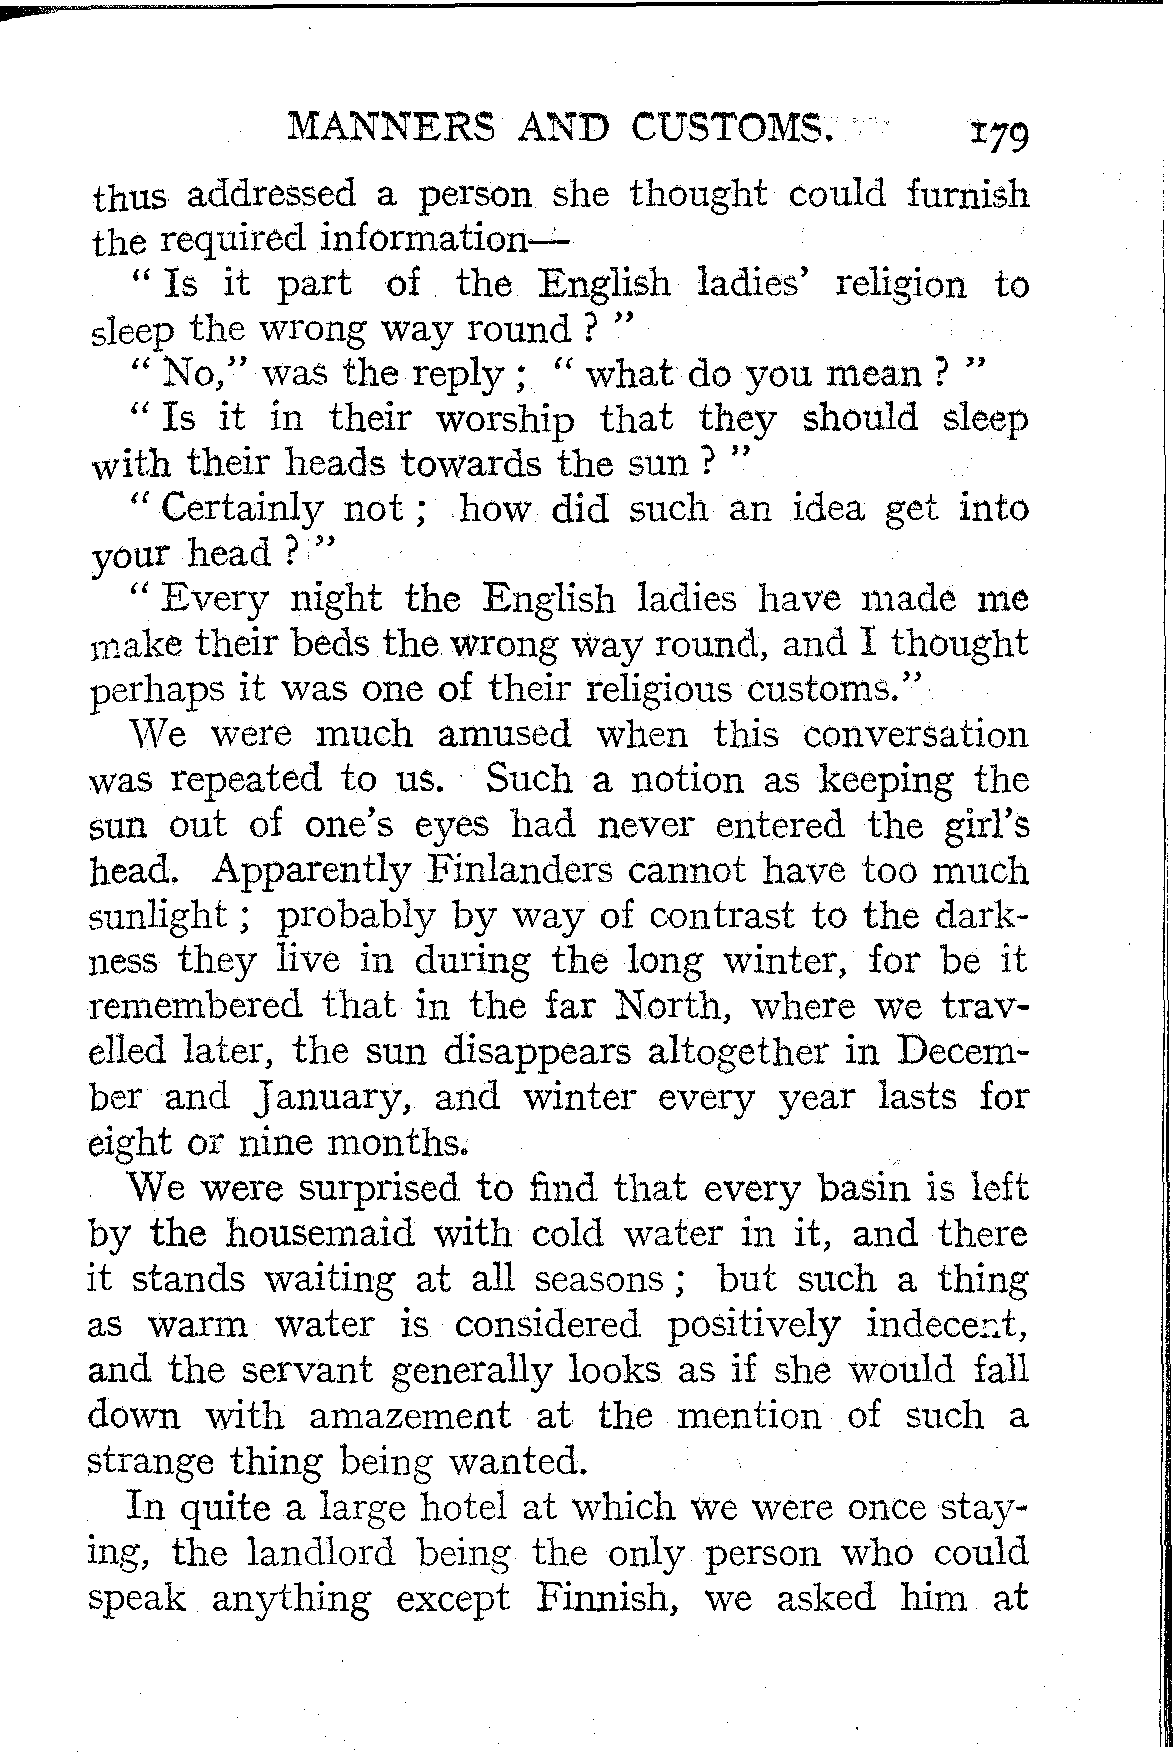 MANNERS AND CUSTOMS. 179
thus addressed a person she thought could furnish
the required information—
“ Is it part of the English ladies’ religion to
sleep the wrong way round ? ”
“ No,” was the reply ; “ what do you mean ? ”
“ Is it in their worship that they should sleep
with their heads towards the sun ? ”
“ Certainly not ; how did such an idea get into
your head ? ”
“ Every night the English ladies have made me
make their beds the wrong way round, and I thought
perhaps it was one of their religious customs.”
We were much amused when this conversation
was repeated to us. Such a notion as keeping the
sun out of one’s eyes had never entered the girl’s
head. Apparently Finlanders cannot have too much
sunlight ; probably by way of contrast to the dark-
ness they live in during the long winter, for be it
remembered that in the far North, where we trav-
elled later, the sun disappears altogether in Decem-
ber and January, and winter every year lasts for
eight or nine months.
We were surprised to find that every basin is left
by the housemaid with cold water in it, and there
it stands waiting at all seasons ; but such a thing
as warm water is considered positively indecent,
and the servant generally looks as if she would fall
down with amazement at the mention of such a
strange thing being wanted.
In quite a large hotel at which we were once stay-
ing, the landlord being the only person who could
speak anything except Finnish, we asked him at